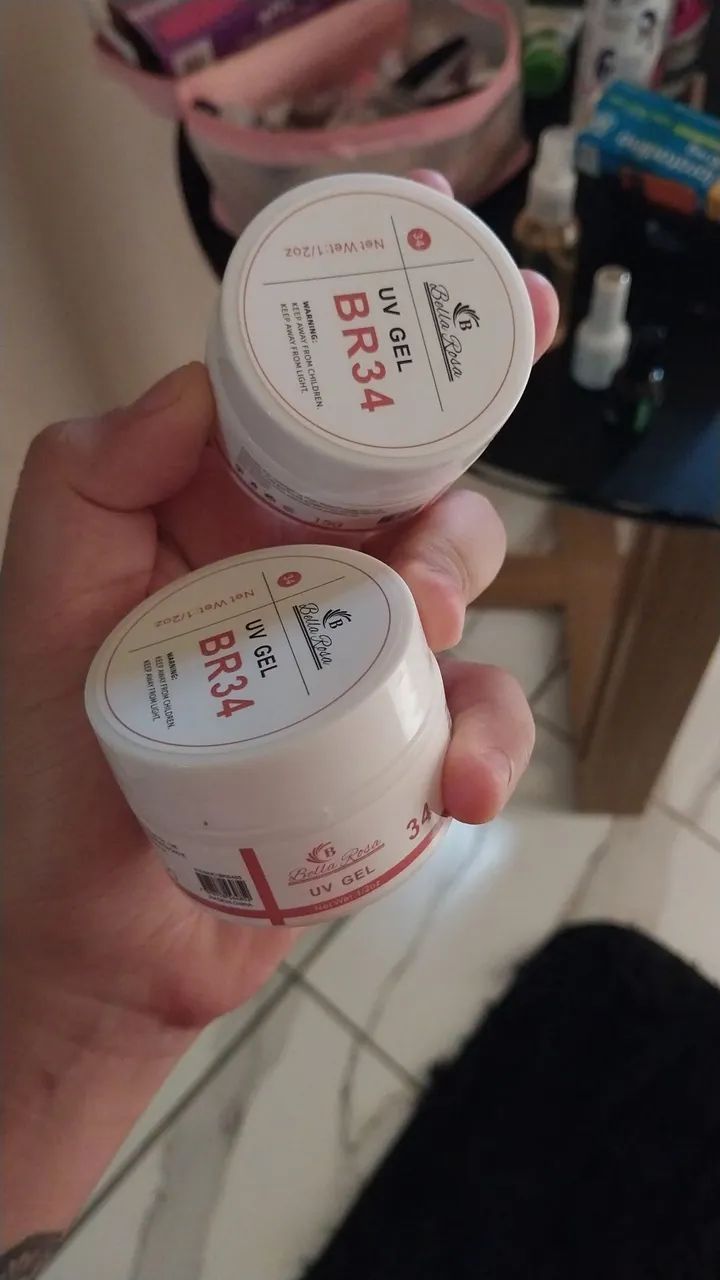 B
Bella Rosa
34
Net Wet:1/2oz
UV GEL
BR34
WARNING:
KEEP AWAY FROM CHILDREN.
KEEP AWAY FROM LIGHT.
15g
B
Bella Rosa
34
Net Wet:1/2oz
UV GEL
BR34
WARNING:
KEEP AWAY FROM CHILDREN.
KEEP AWAY FROM LIGHT.
B
Bella Rosa
UV GEL
Net Wet:1/2oz
34